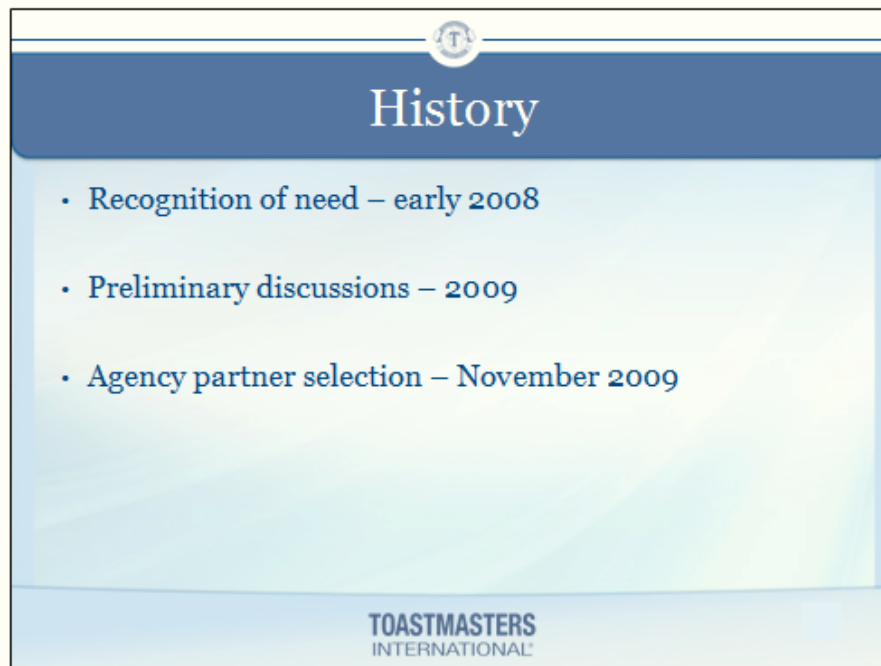 T
History
• Recognition of need – early 2008
• Preliminary discussions – 2009
• Agency partner selection – November 2009
TOASTMASTERS
INTERNATIONAL®